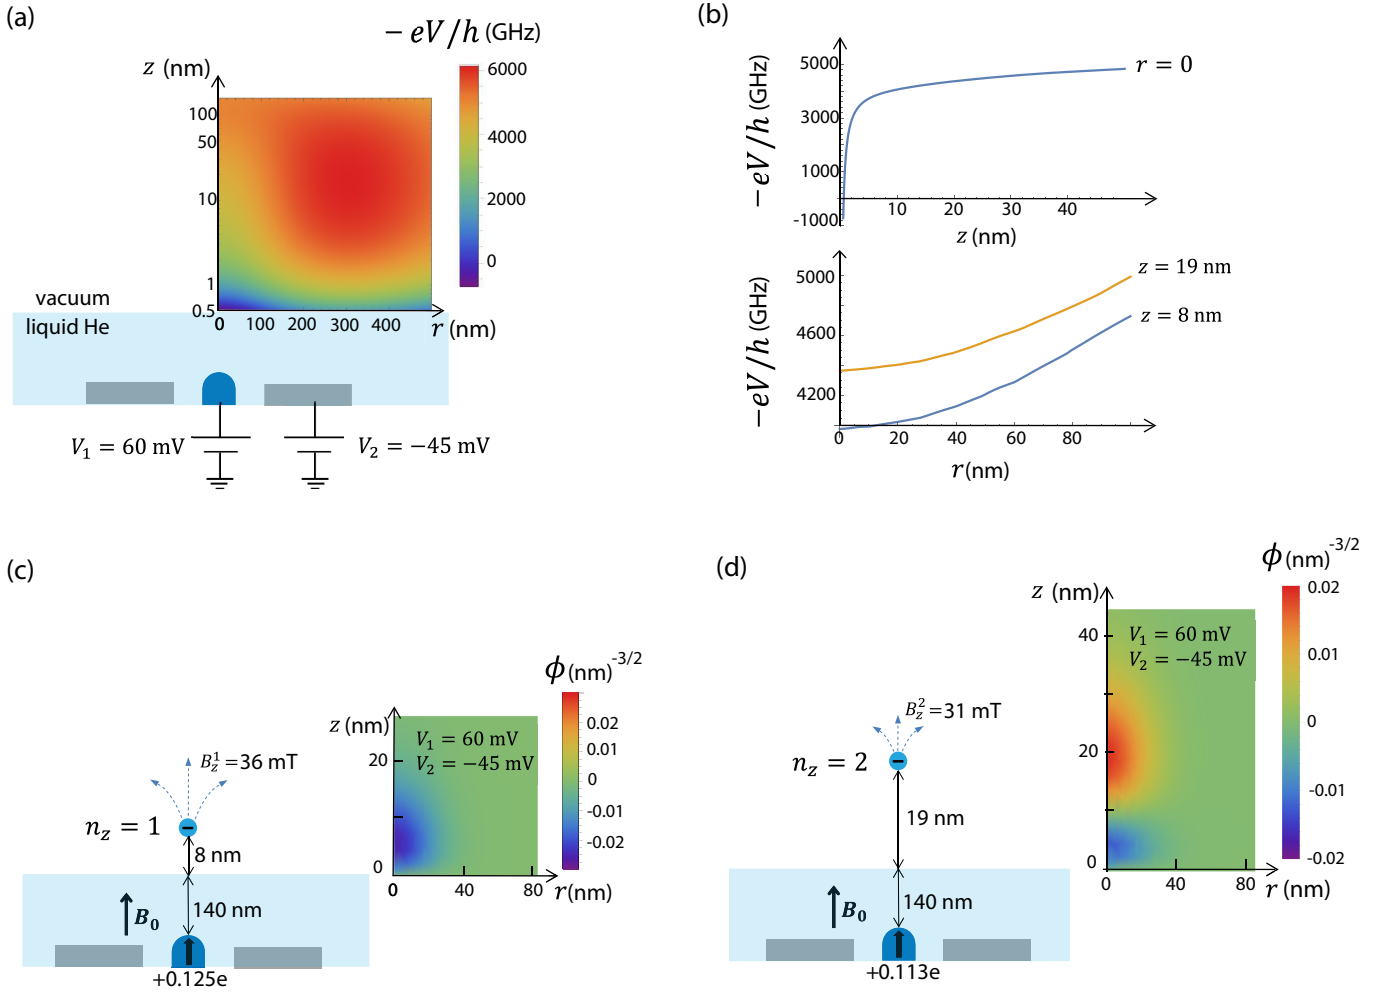 (a)
− eV/h (GHz)
z (nm)
100
50
10
1
0.5
0 100 200 300 400
r (nm)
6000
4000
2000
0
vacuum
liquid He
V₁ = 60 mV
V₂ = −45 mV
(b)
−eV/h (GHz)
5000
3000
1000
-1000
10 20 30 40
z (nm)
r = 0
−eV/h (GHz)
5000
4600
4200
0 20 40 60 80
r(nm)
z = 19 nm
z = 8 nm
(c)
B_z^1=36 mT
n_z = 1
8 nm
140 nm
B₀
+0.125e
z (nm)
20
0
0 40 80
r(nm)
V₁ = 60 mV
V₂ = −45 mV
ϕ(nm)^-3/2
0.02
0.01
0
-0.01
-0.02
(d)
B_z^2=31 mT
n_z = 2
19 nm
140 nm
B₀
+0.113e
z (nm)
40
20
0
0 40 80
r (nm)
V₁ = 60 mV
V₂ = −45 mV
ϕ(nm)^-3/2
0.02
0.01
0
-0.01
-0.02